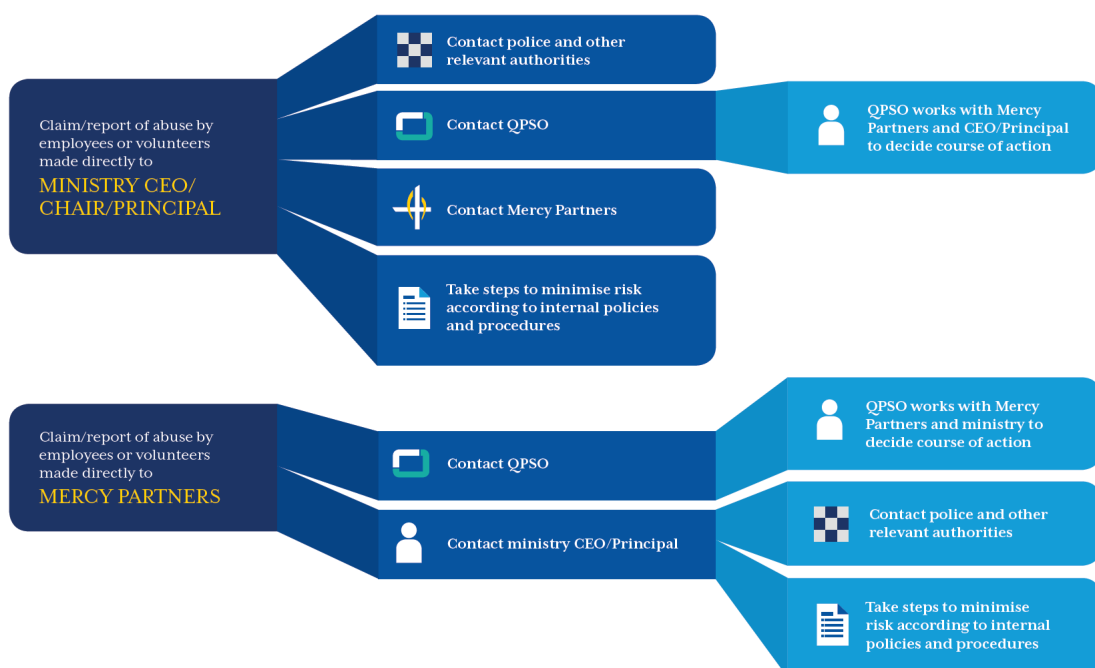 Claim/report of abuse by
employees or volunteers
made directly to
MINISTRY CEO/
CHAIR/PRINCIPAL
Contact police and other
relevant authorities
Contact QPSO
QPSO works with Mercy
Partners and CEO/Principal
to decide course of action
Contact Mercy Partners
Take steps to minimise risk
according to internal policies
and procedures
Claim/report of abuse by
employees or volunteers
made directly to
MERCY PARTNERS
Contact QPSO
QPSO works with Mercy
Partners and ministry to
decide course of action
Contact ministry CEO/Principal
Contact police and other
relevant authorities
Take steps to minimise
risk according to internal
policies and procedures